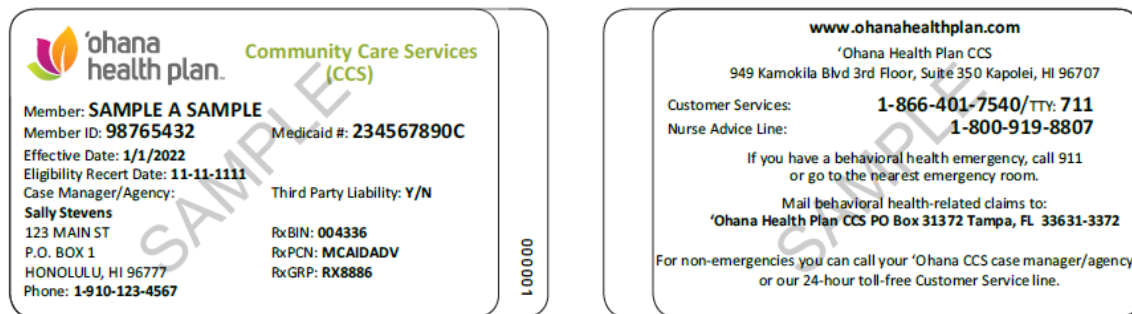 ‘ohana
health plan™
Community Care Services
(CCS)
Member: SAMPLE A SAMPLE
Member ID: 98765432 Medicaid #: 234567890C
Effective Date: 1/1/2022
Eligibility Recert Date: 11-11-1111
Case Manager/Agency: Third Party Liability: Y/N
Sally Stevens
123 MAIN ST RxBIN: 004336
P.O. BOX 1 RxPCN: MCAIDADV
HONOLULU, HI 96777 RxGRP: RX8886
Phone: 1-910-123-4567
000001
SAMPLE
www.ohanahealthplan.com
‘Ohana Health Plan CCS
949 Kamokila Blvd 3rd Floor, Suite 350 Kapolei, HI 96707
Customer Services: 1-866-401-7540/TTY: 711
Nurse Advice Line: 1-800-919-8807
If you have a behavioral health emergency, call 911
or go to the nearest emergency room.
Mail behavioral health-related claims to:
‘Ohana Health Plan CCS PO Box 31372 Tampa, FL 33631-3372
For non-emergencies you can call your ‘Ohana CCS case manager/agency
or our 24-hour toll-free Customer Service line.
SAMPLE